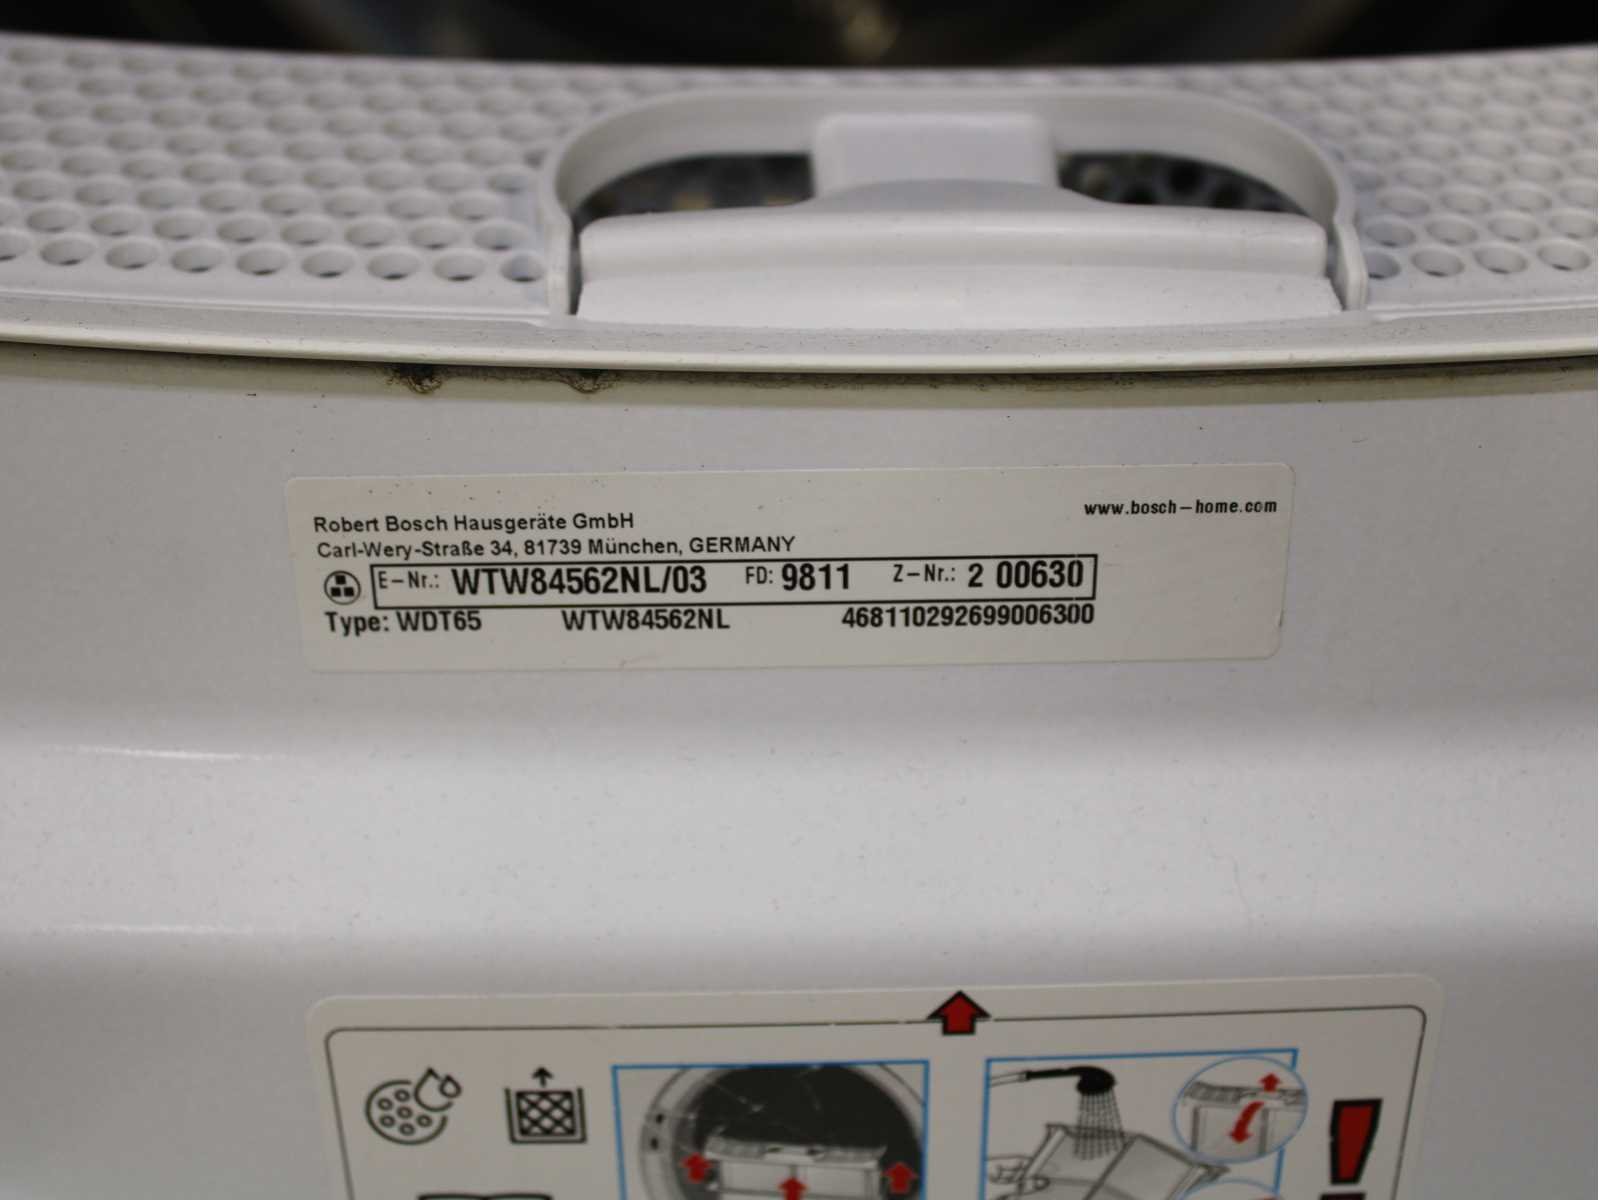 Robert Bosch Hausgeräte GmbH
www.bosch-home.com
Carl-Wery-Straße 34, 81739 München, GERMANY
E-Nr.: WTW84562NL/03 FD: 9811 Z-Nr.: 2 00630
Type: WDT65 WTW84562NL 468110292699006300